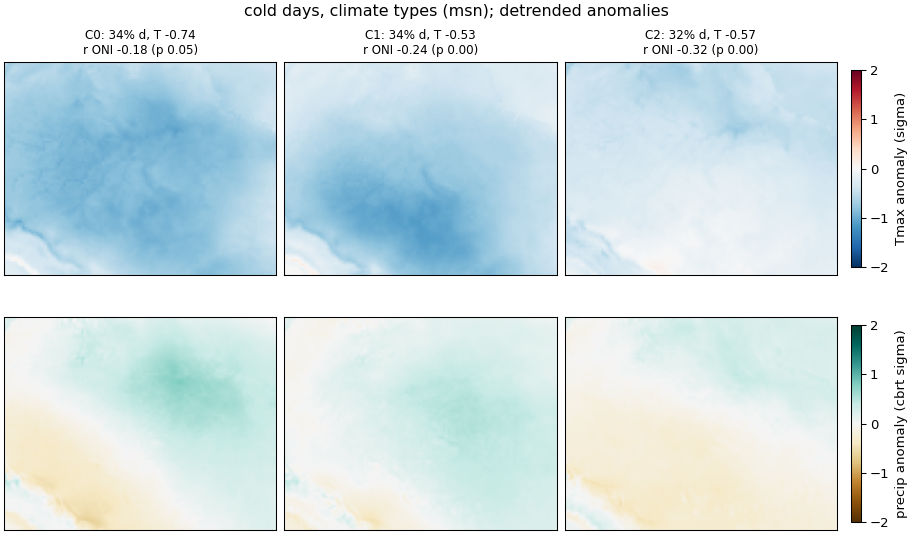 cold days, climate types (msn); detrended anomalies
C0: 34% d, T -0.74
r ONI -0.18 (p 0.05)
C1: 34% d, T -0.53
r ONI -0.24 (p 0.00)
C2: 32% d, T -0.57
r ONI -0.32 (p 0.00)
2
1
0
−1
−2
Tmax anomaly (sigma)
2
1
0
−1
−2
precip anomaly (cbrt sigma)